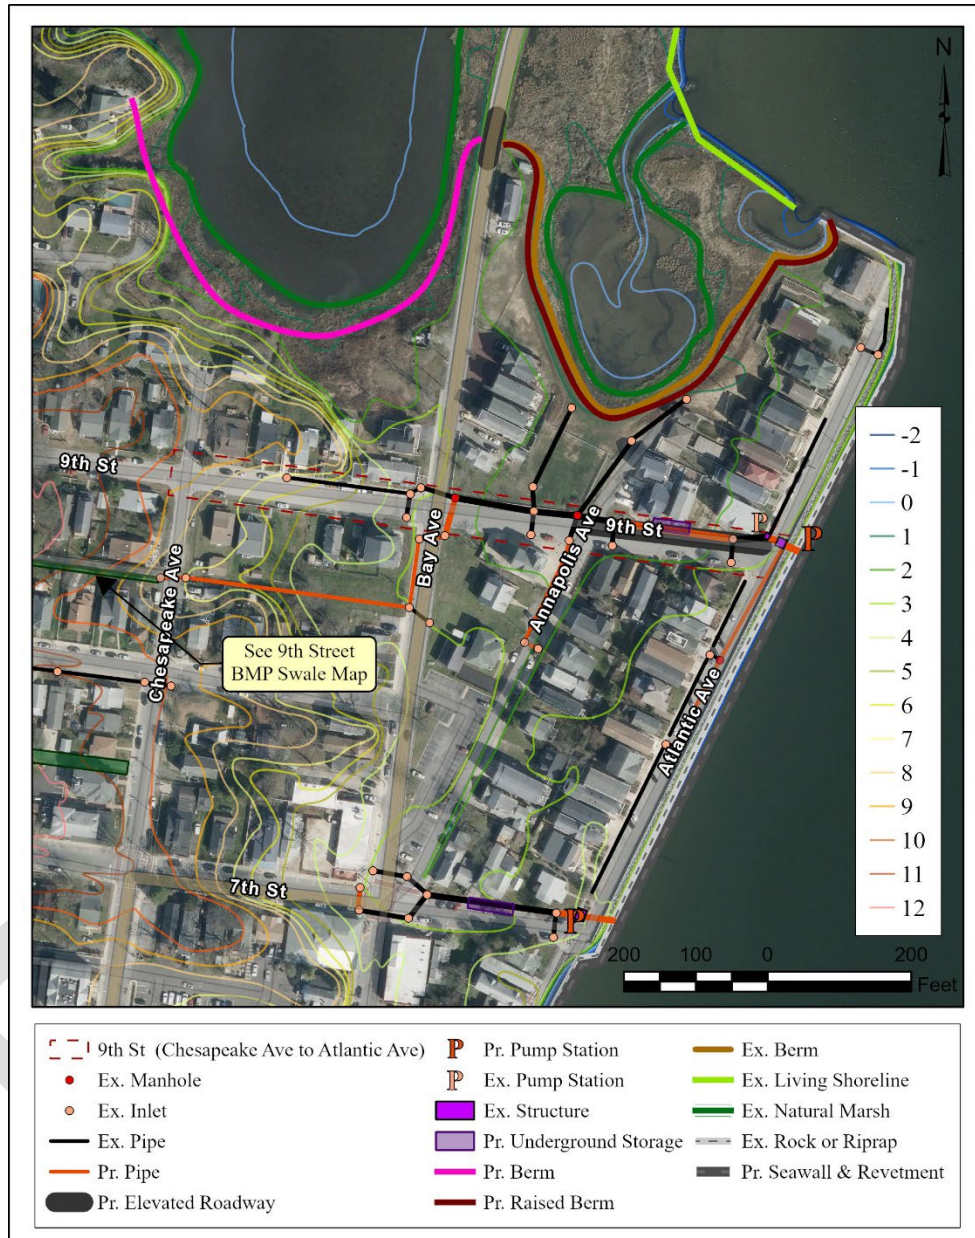 N
9th St
Chesapeake Ave
Bay Ave
Annapolis Ave
9th St
P
P
See 9th Street
BMP Swale Map
Atlantic Ave
7th St
P
-2
-1
0
1
2
3
4
5
6
7
8
9
10
11
12
200 100 0 200
Feet
9th St (Chesapeake Ave to Atlantic Ave)
Ex. Manhole
Ex. Inlet
Ex. Pipe
Pr. Pipe
Pr. Elevated Roadway
P Pr. Pump Station
P Ex. Pump Station
Ex. Structure
Pr. Underground Storage
Pr. Berm
Pr. Raised Berm
Ex. Berm
Ex. Living Shoreline
Ex. Natural Marsh
Ex. Rock or Riprap
Pr. Seawall & Revetment